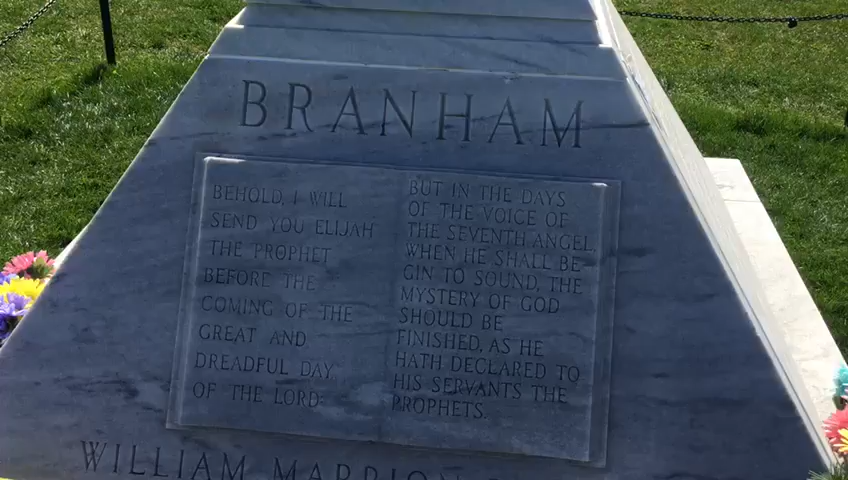 BRANHAM
BEHOLD, I WILL
SEND YOU ELIJAH
THE PROPHET
BEFORE THE
COMING OF THE
GREAT AND
DREADFUL DAY
OF THE LORD:
BUT IN THE DAYS
OF THE VOICE OF
THE SEVENTH ANGEL,
WHEN HE SHALL BE-
GIN TO SOUND, THE
MYSTERY OF GOD
SHOULD BE
FINISHED, AS HE
HATH DECLARED TO
HIS SERVANTS THE
PROPHETS.
WILLIAM MARRION